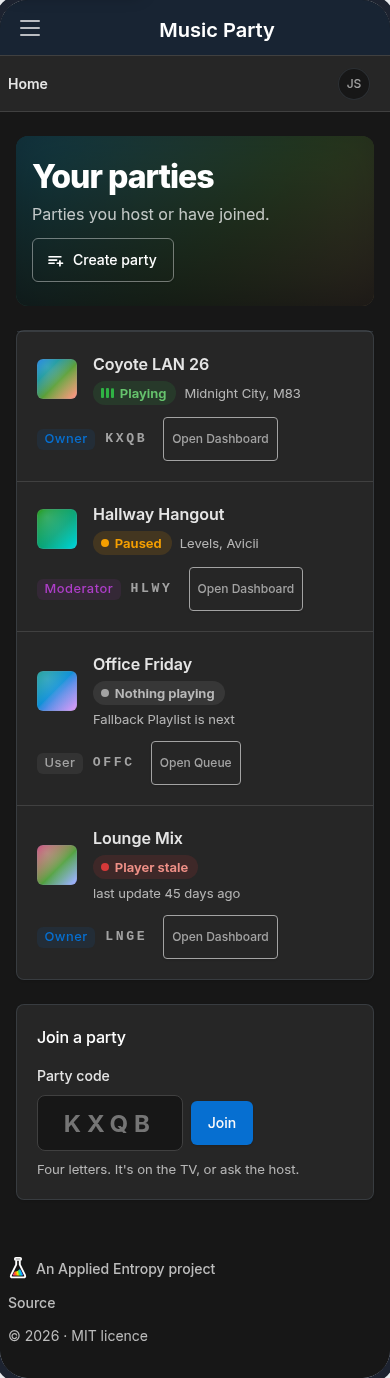 Music Party
Home
JS
Your parties
Parties you host or have joined.
Create party
Coyote LAN 26
Playing Midnight City, M83
Owner KXQB Open Dashboard
Hallway Hangout
Paused Levels, Avicii
Moderator HLWY Open Dashboard
Office Friday
Nothing playing
Fallback Playlist is next
User OFFC Open Queue
Lounge Mix
Player stale
last update 45 days ago
Owner LNGE Open Dashboard
Join a party
Party code
KXQB Join
Four letters. It's on the TV, or ask the host.
An Applied Entropy project
Source
© 2026 · MIT licence